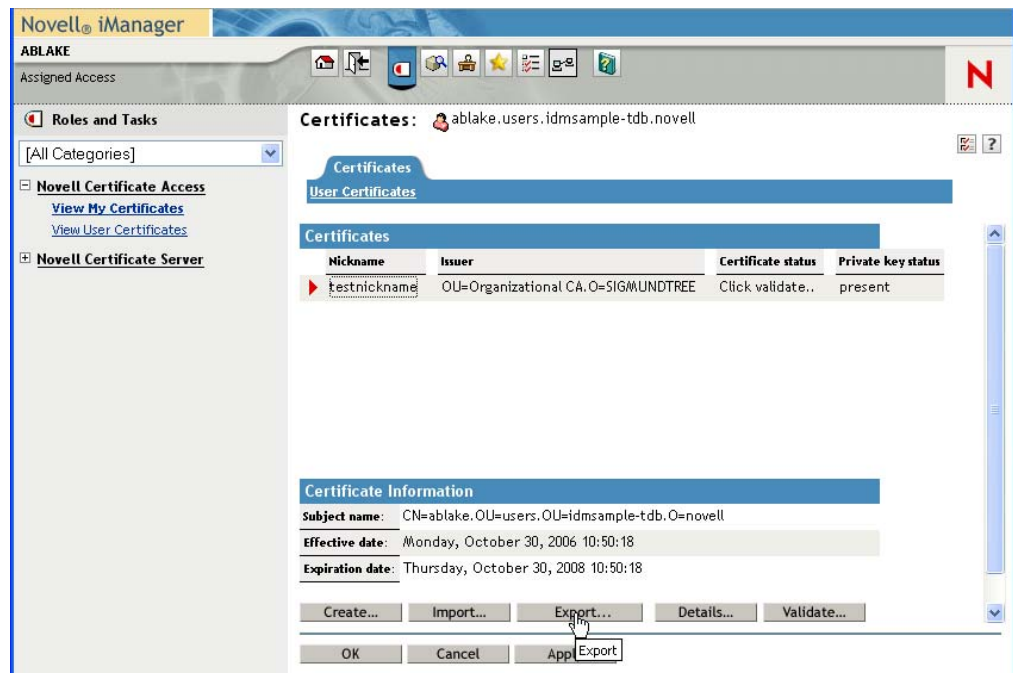 Novell® iManager
ABLAKE
Assigned Access
N
Roles and Tasks
[All Categories]
Novell Certificate Access
View My Certificates
View User Certificates
Novell Certificate Server
Certificates: ablake.users.idmsample-tdb.novell
?
Certificates
User Certificates
Certificates
Nickname Issuer Certificate status Private key status
testnickname OU=Organizational CA.O=SIGMUNDTREE Click validate.. present
Certificate Information
Subject name: CN=ablake.OU=users.OU=idmsample-tdb.O=novell
Effective date: Monday, October 30, 2006 10:50:18
Expiration date: Thursday, October 30, 2008 10:50:18
Create... Import... Export... Details... Validate...
OK Cancel Appl
Export